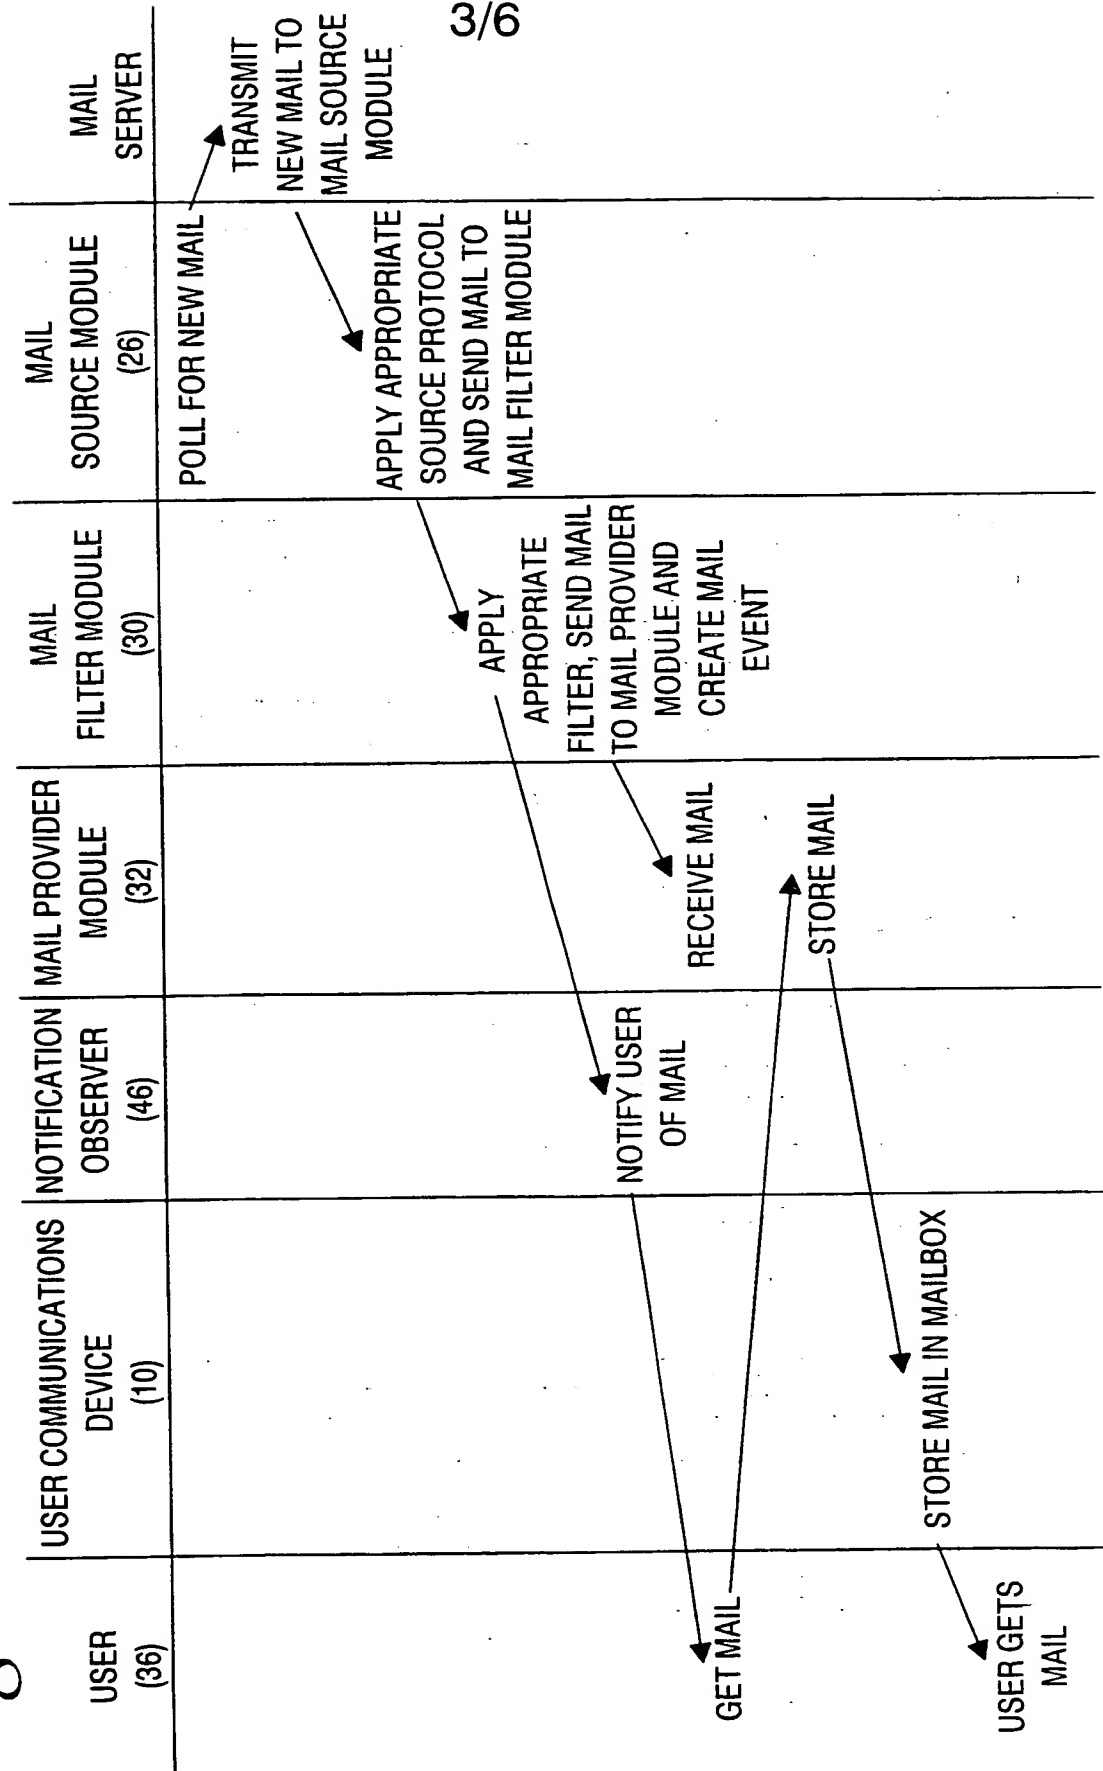 3/6
USER
(36)
USER COMMUNICATIONS
DEVICE
(10)
NOTIFICATION
OBSERVER
(46)
MAIL PROVIDER
MODULE
(32)
MAIL
FILTER MODULE
(30)
MAIL
SOURCE MODULE
(26)
MAIL
SERVER
POLL FOR NEW MAIL
TRANSMIT
NEW MAIL TO
MAIL SOURCE
MODULE
APPLY APPROPRIATE
SOURCE PROTOCOL
AND SEND MAIL TO
MAIL FILTER MODULE
APPLY
APPROPRIATE
FILTER, SEND MAIL
TO MAIL PROVIDER
MODULE AND
CREATE MAIL
EVENT
NOTIFY USER
OF MAIL
RECEIVE MAIL
GET MAIL
STORE MAIL
STORE MAIL IN MAILBOX
USER GETS
MAIL